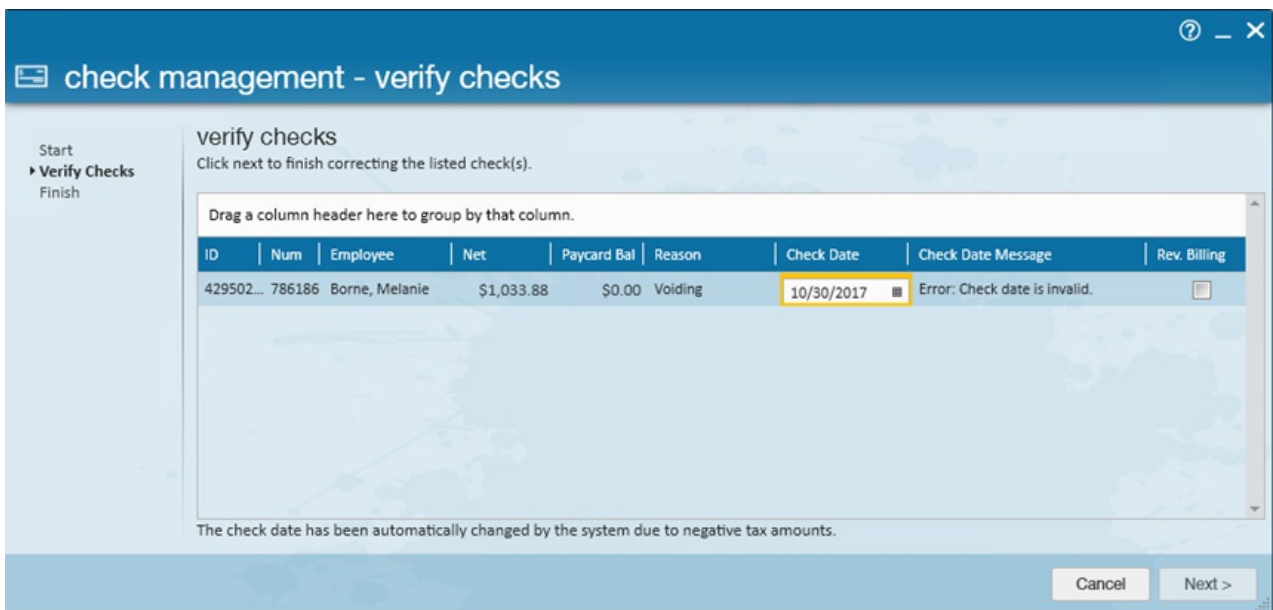 check management - verify checks
Start
Verify Checks
Finish
verify checks
Click next to finish correcting the listed check(s).
Drag a column header here to group by that column.
ID Num Employee Net Paycard Bal Reason Check Date Check Date Message Rev. Billing
429502... 786186 Borne, Melanie $1,033.88 $0.00 Voiding 10/30/2017 Error: Check date is invalid.
The check date has been automatically changed by the system due to negative tax amounts.
Cancel Next >